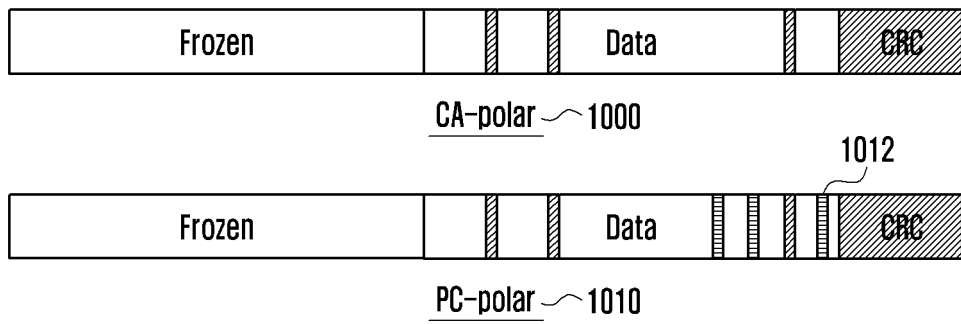 Frozen Data CRC
CA-polar 1000
1012
Frozen Data CRC
PC-polar 1010